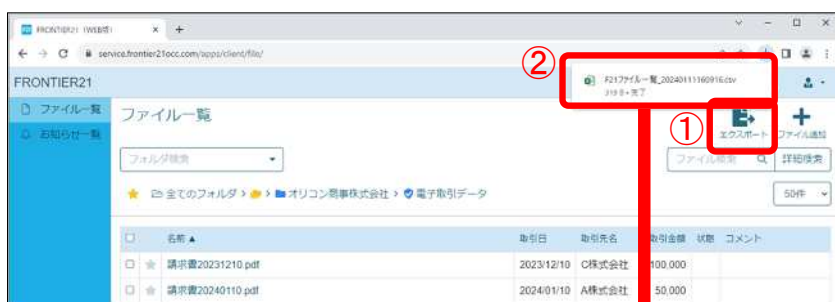 FRONTIER21 (WEB版)
service.frontier21occ.com/apps/client/file/
②
F21ファイル一覧_20240111160916.csv
319 B • 完了
FRONTIER21
ファイル一覧
お知らせ一覧
ファイル一覧
①
エクスポート
ファイル追加
フォルダ検索
ファイル検索
詳細検索
全てのフォルダ › › オリコン商事株式会社 › 電子取引データ
50件
名前 ▲ 取引日 取引先名 取引金額 状態 コメント
請求書20231210.pdf 2023/12/10 C株式会社 100,000
請求書20240110.pdf 2024/01/10 A株式会社 50,000